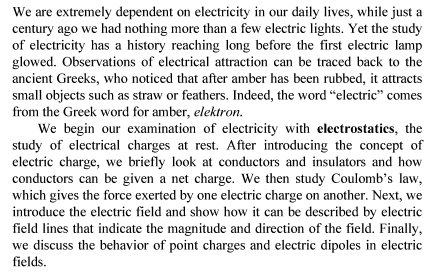 We are extremely dependent on electricity in our daily lives, while just a
century ago we had nothing more than a few electric lights. Yet the study
of electricity has a history reaching long before the first electric lamp
glowed. Observations of electrical attraction can be traced back to the
ancient Greeks, who noticed that after amber has been rubbed, it attracts
small objects such as straw or feathers. Indeed, the word “electric” comes
from the Greek word for amber, elektron.
We begin our examination of electricity with electrostatics, the
study of electrical charges at rest. After introducing the concept of
electric charge, we briefly look at conductors and insulators and how
conductors can be given a net charge. We then study Coulomb’s law,
which gives the force exerted by one electric charge on another. Next, we
introduce the electric field and show how it can be described by electric
field lines that indicate the magnitude and direction of the field. Finally,
we discuss the behavior of point charges and electric dipoles in electric
fields.